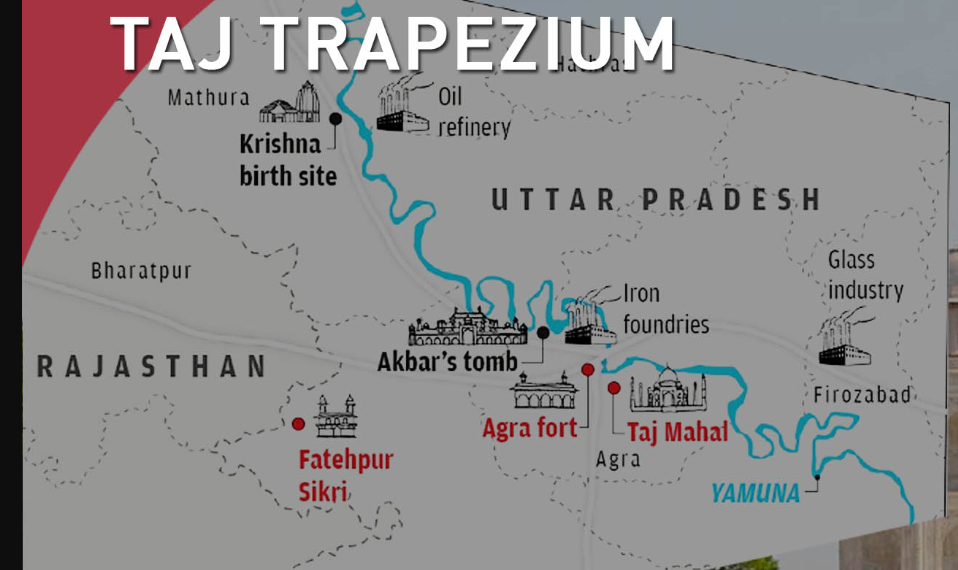 TAJ TRAPEZIUM
Hathras
Mathura
Oil
refinery
Krishna
birth site
UTTAR PRADESH
Bharatpur
Glass
industry
Iron
foundries
RAJASTHAN
Akbar's tomb
Firozabad
Agra fort
Taj Mahal
Agra
Fatehpur
Sikri
YAMUNA